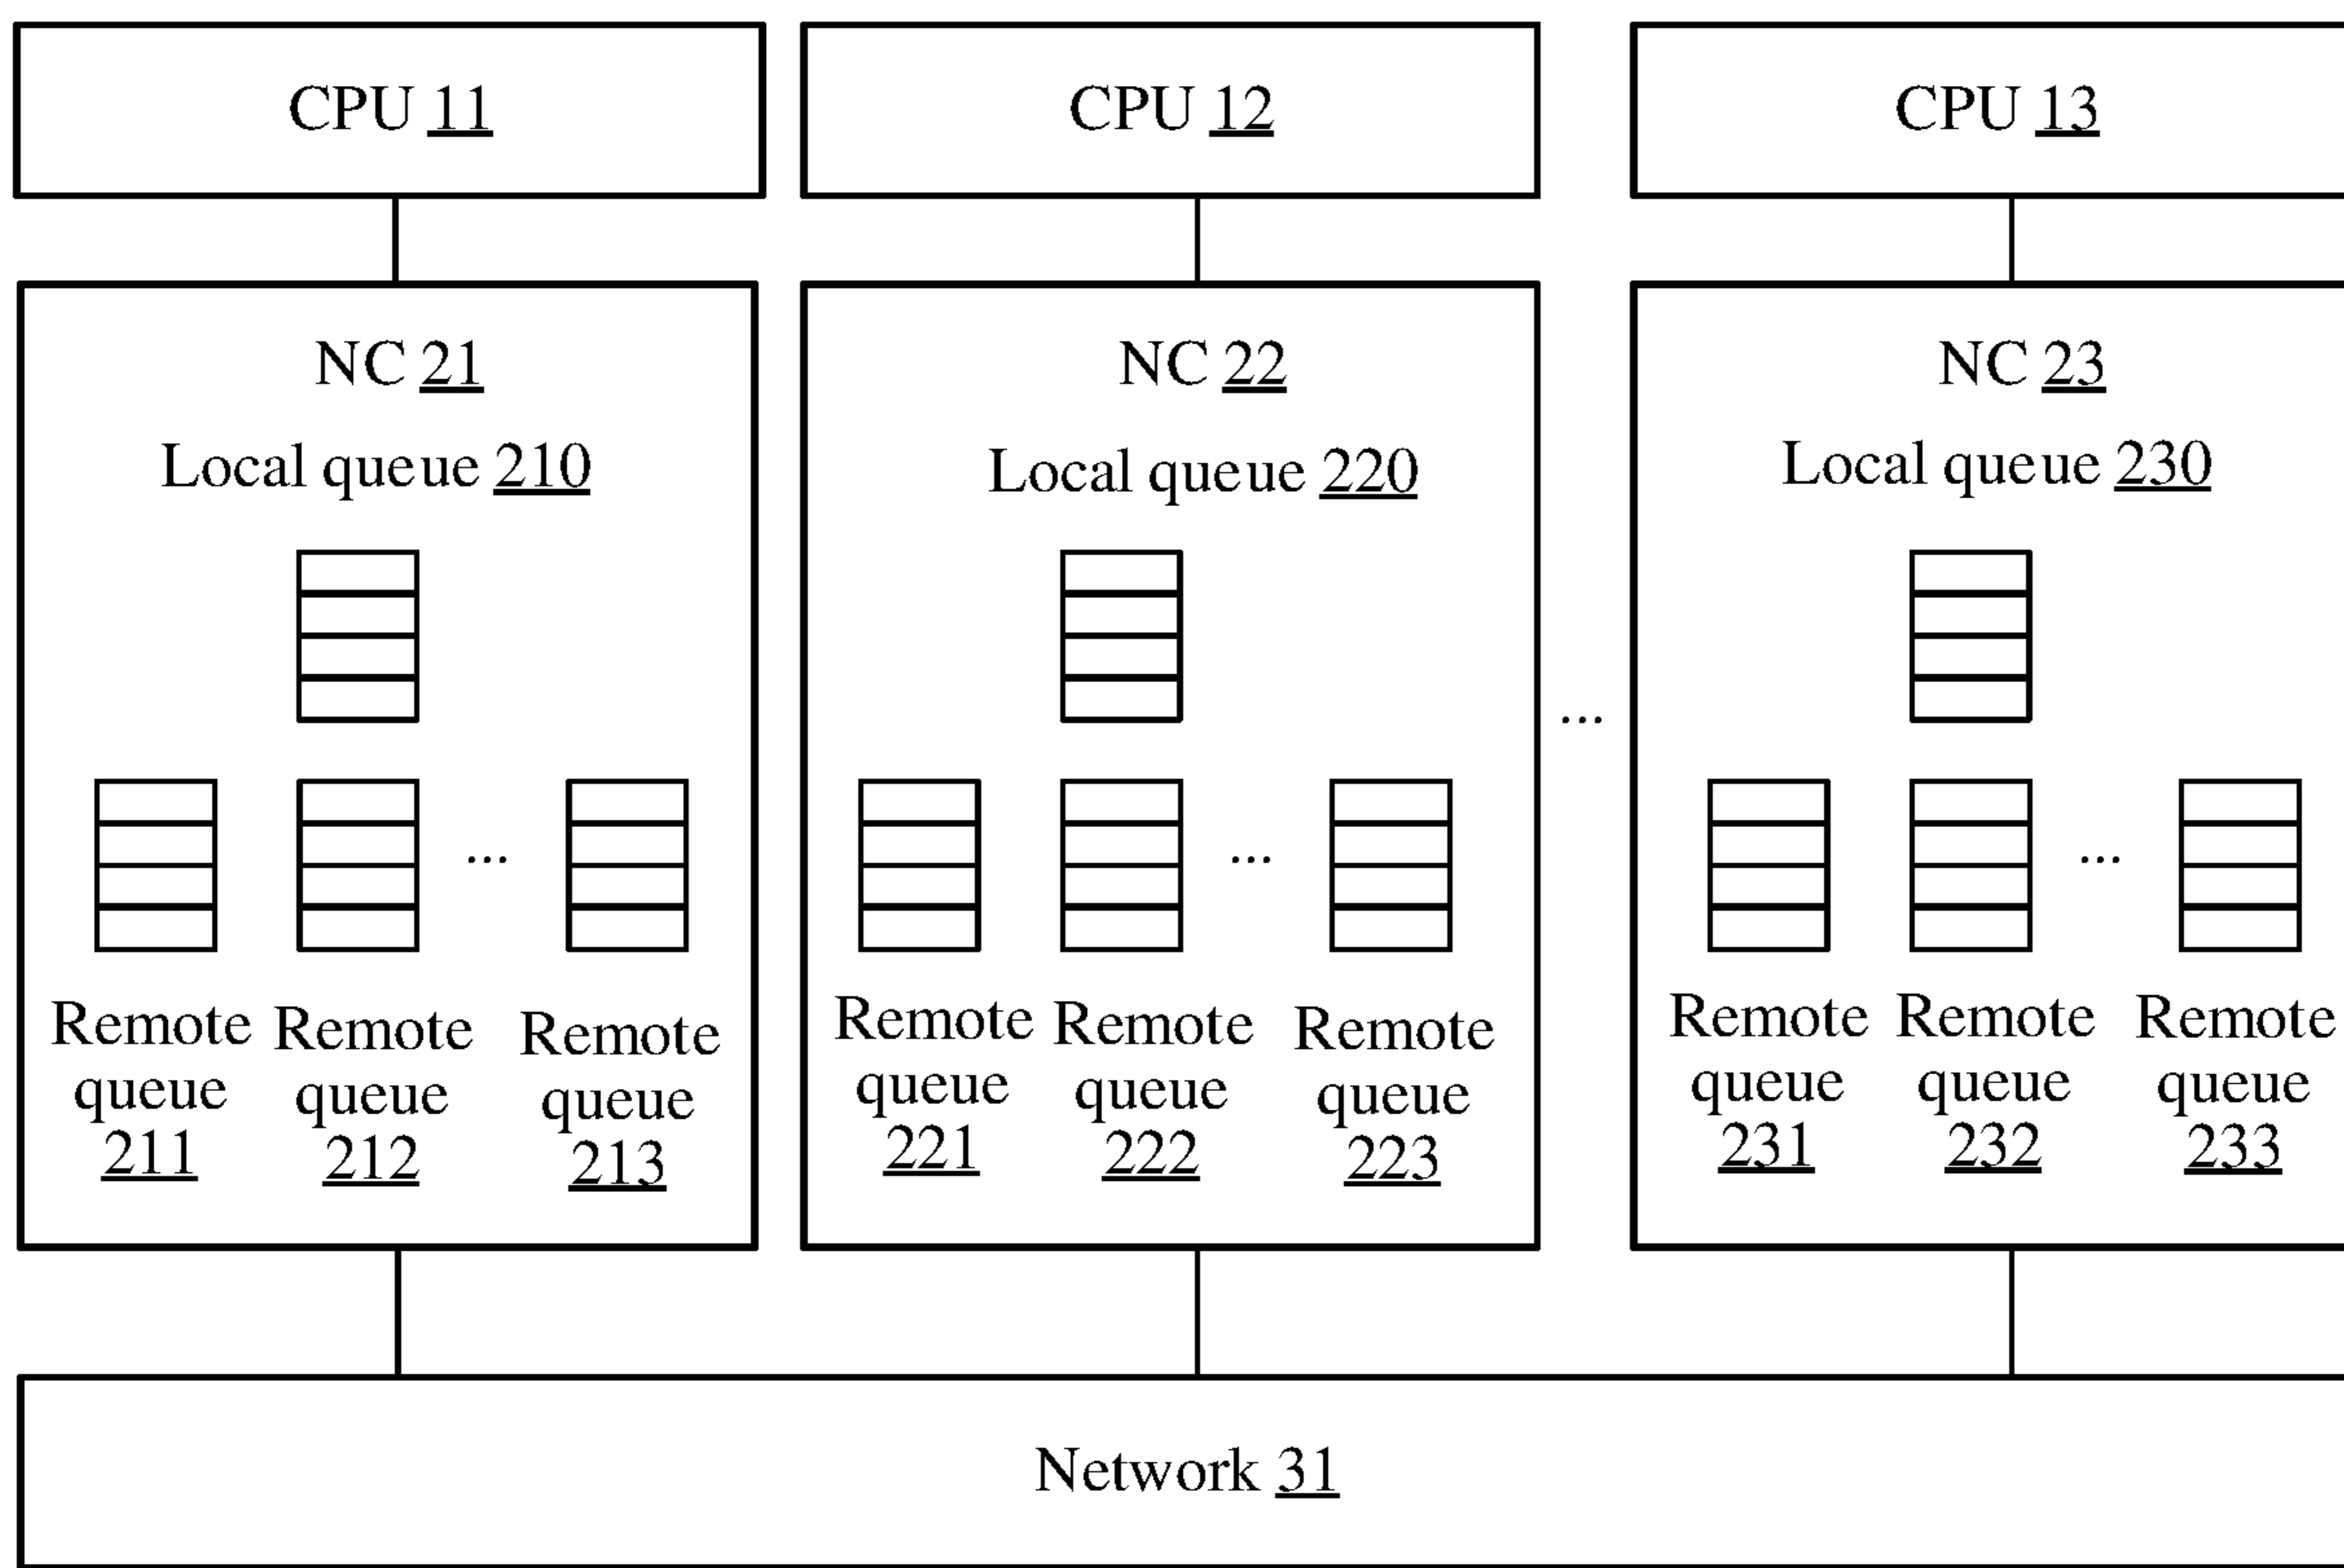 CPU 11
CPU 12
CPU 13
NC 21
Local queue 210
Remote
queue
211
Remote
queue
212
...
Remote
queue
213
NC 22
Local queue 220
Remote
queue
221
Remote
queue
222
...
Remote
queue
223
...
NC 23
Local queue 230
Remote
queue
231
Remote
queue
232
...
Remote
queue
233
Network 31